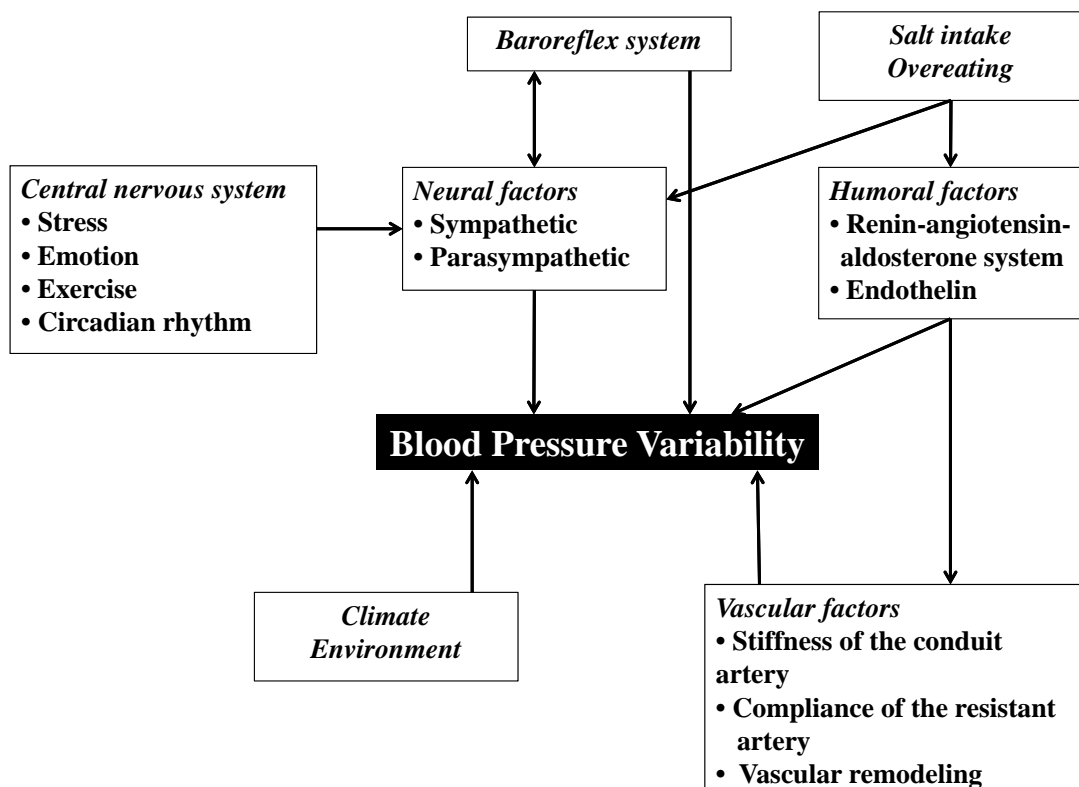 Baroreflex system
Salt intake
Overeating
Central nervous system
• Stress
• Emotion
• Exercise
• Circadian rhythm
Neural factors
• Sympathetic
• Parasympathetic
Humoral factors
• Renin-angiotensin-
aldosterone system
• Endothelin
Blood Pressure Variability
Climate
Environment
Vascular factors
• Stiffness of the conduit
artery
• Compliance of the resistant
artery
• Vascular remodeling